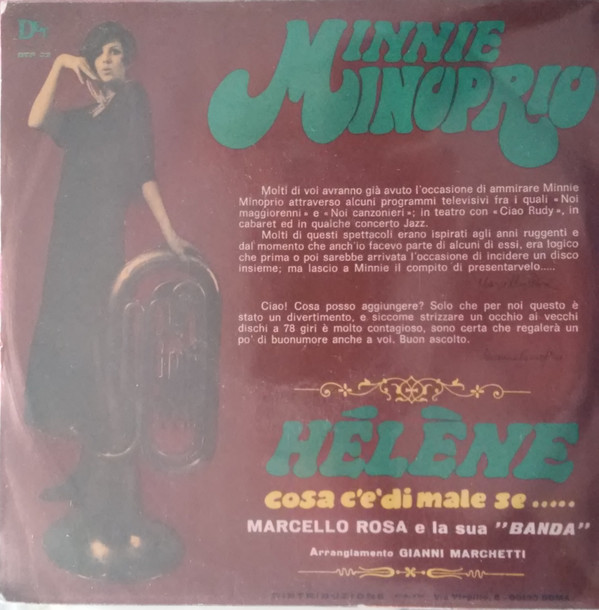 MINNIE
MINOPRIO
Molti di voi avranno già avuto l'occasione di ammirare Minnie
Minoprio attraverso alcuni programmi televisivi fra i quali «Noi
maggiorenni» e «Noi canzonieri»; in teatro con «Ciao Rudy», in
cabaret ed in qualche concerto Jazz.
Molti di questi spettacoli erano ispirati agli anni ruggenti e
dal momento che anch'io facevo parte di alcuni di essi, era logico
che prima o poi sarebbe arrivata l'occasione di incidere un disco
insieme; ma lascio a Minnie il compito di presentarvelo.....
Ciao! Cosa posso aggiungere? Solo che per noi questo è
stato un divertimento, e siccome strizzare un occhio ai vecchi
dischi a 78 giri è molto contagioso, sono certa che regalerà un
po' di buonumore anche a voi. Buon ascolto.
HÉLÈNE
cosa c'e' di male se .....
MARCELLO ROSA e la sua "BANDA"
Arrangiamento GIANNI MARCHETTI
DISTRIBUZIONE